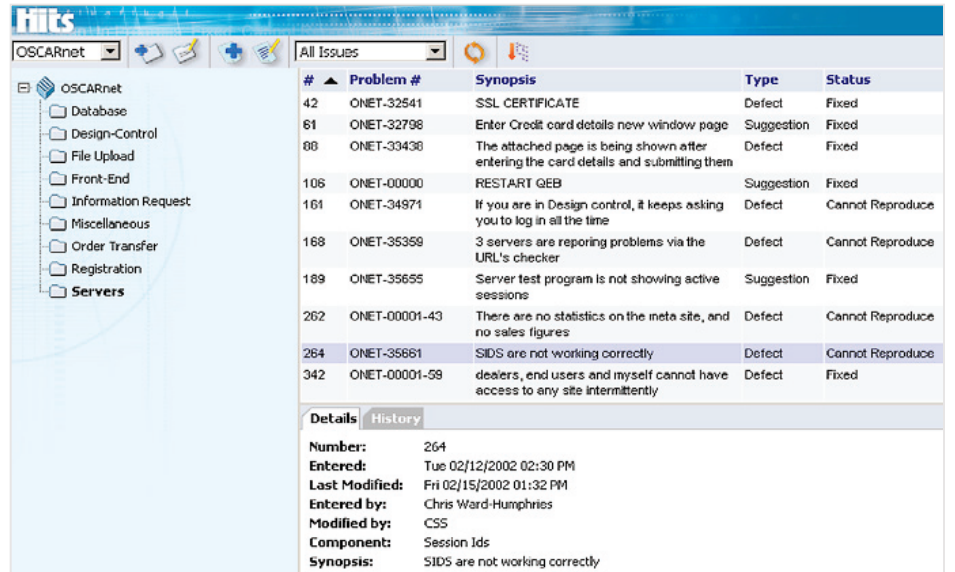 Hits
OSCARnet All Issues
OSCARnet
Database
Design-Control
File Upload
Front-End
Information Request
Miscellaneous
Order Transfer
Registration
Servers
# Problem # Synopsis Type Status
42 ONET-32541 SSL CERTIFICATE Defect Fixed
61 ONET-32798 Enter Credit card details new window page Suggestion Fixed
88 ONET-33438 The attached page is being shown after Defect Fixed
entering the card details and submitting them
106 ONET-00000 RESTART QEB Suggestion Fixed
161 ONET-34971 If you are in Design control, it keeps asking Defect Cannot Reproduce
you to log in all the time
168 ONET-35359 3 servers are reporing problems via the Defect Cannot Reproduce
URL's checker
189 ONET-35655 Server test program is not showing active Suggestion Fixed
sessions
262 ONET-00001-43 There are no statistics on the meta site, and Defect Cannot Reproduce
no sales figures
264 ONET-35661 SIDS are not working correctly Defect Cannot Reproduce
342 ONET-00001-59 dealers, end users and myself cannot have Defect Fixed
access to any site intermittently
Details History
Number: 264
Entered: Tue 02/12/2002 02:30 PM
Last Modified: Fri 02/15/2002 01:32 PM
Entered by: Chris Ward-Humphries
Modified by: CSS
Component: Session Ids
Synopsis: SIDS are not working correctly